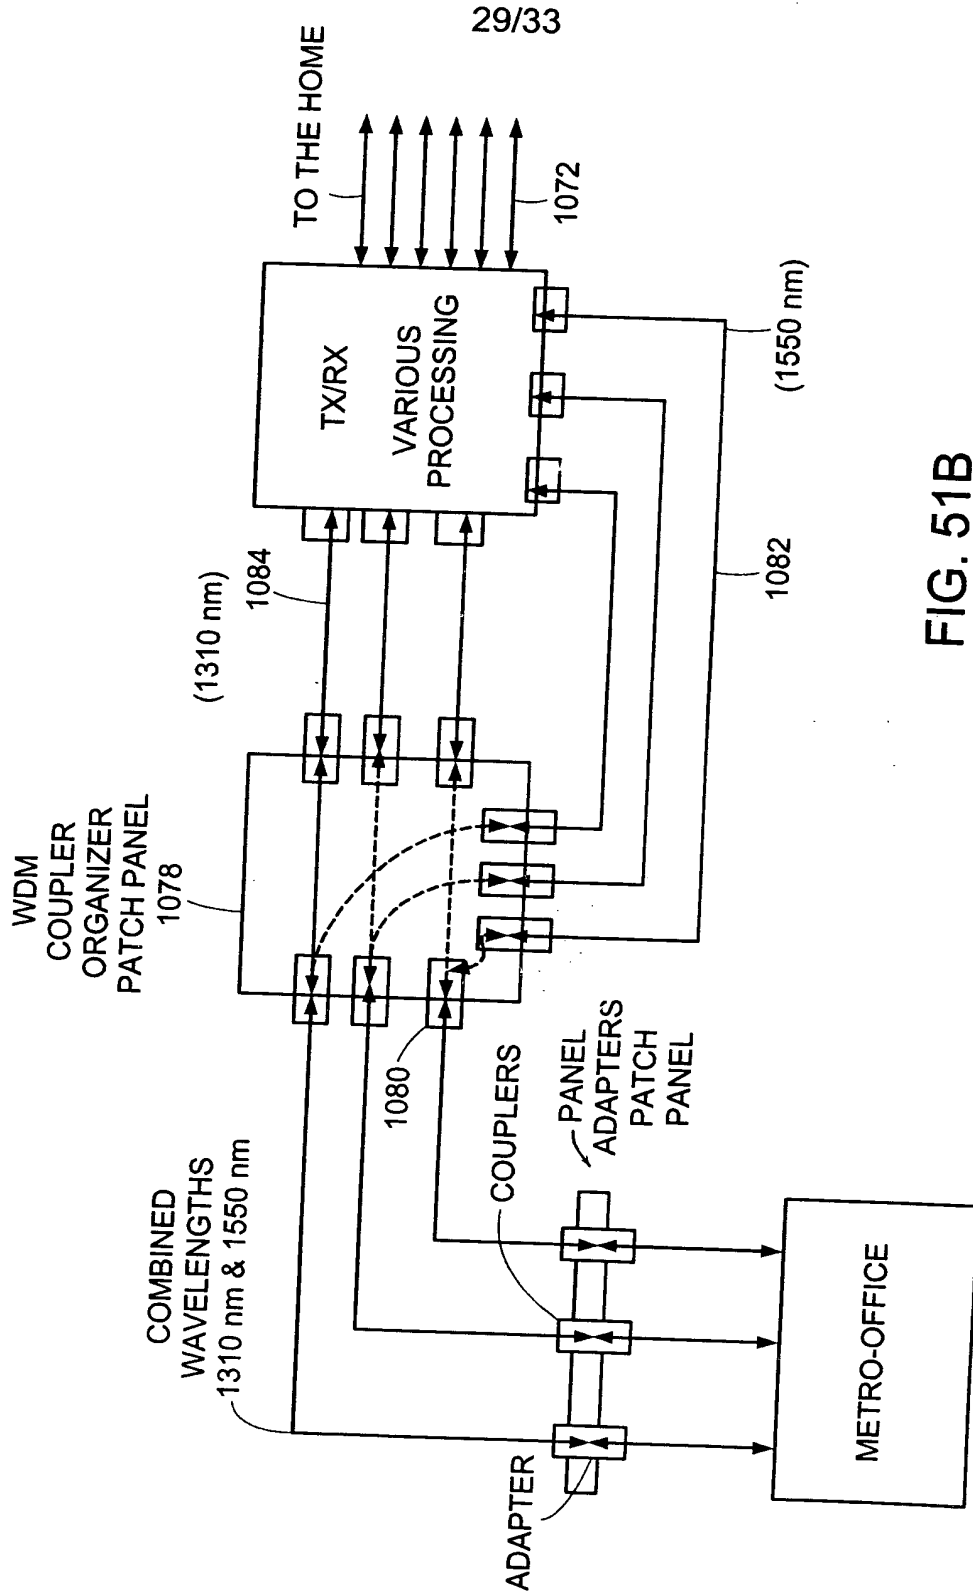 29/33
TO THE HOME
1072
TX/RX
VARIOUS
PROCESSING
(1550 nm)
1082
(1310 nm)
1084
WDM
COUPLER
ORGANIZER
PATCH PANEL
1078
1080
COMBINED
WAVELENGTHS
1310 nm & 1550 nm
COUPLERS
PANEL
ADAPTERS
PATCH
PANEL
ADAPTER
METRO-OFFICE
FIG. 51B